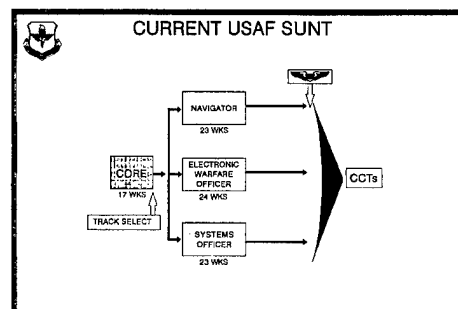 CURRENT USAF SUNT
NAVIGATOR
23 WKS
CORE
17 WKS
TRACK SELECT
ELECTRONIC
WARFARE
OFFICER
24 WKS
SYSTEMS
OFFICER
23 WKS
CCTs